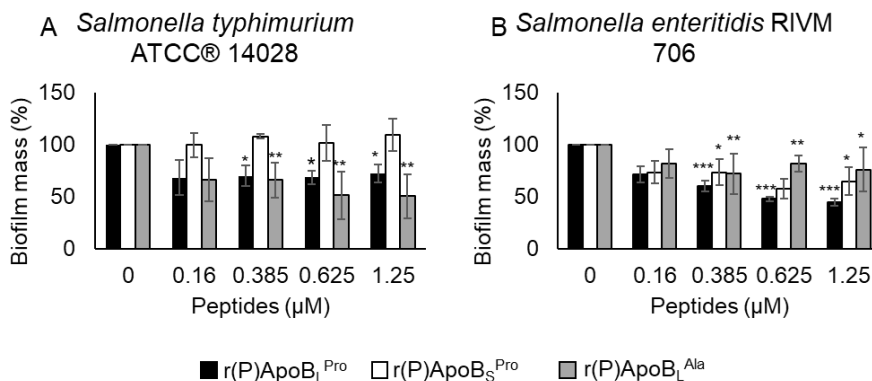 A Salmonella typhimurium
ATCC® 14028
Biofilm mass (%)
150
100
50
0
* ** * ** * **
0 0.16 0.385 0.625 1.25
Peptides (µM)
B Salmonella enteritidis RIVM
706
Biofilm mass (%)
150
100
50
0
*** * ** *** ** *** * *
0 0.16 0.385 0.625 1.25
Peptides (µM)
r(P)ApoBLPro r(P)ApoBSPro r(P)ApoBLAla